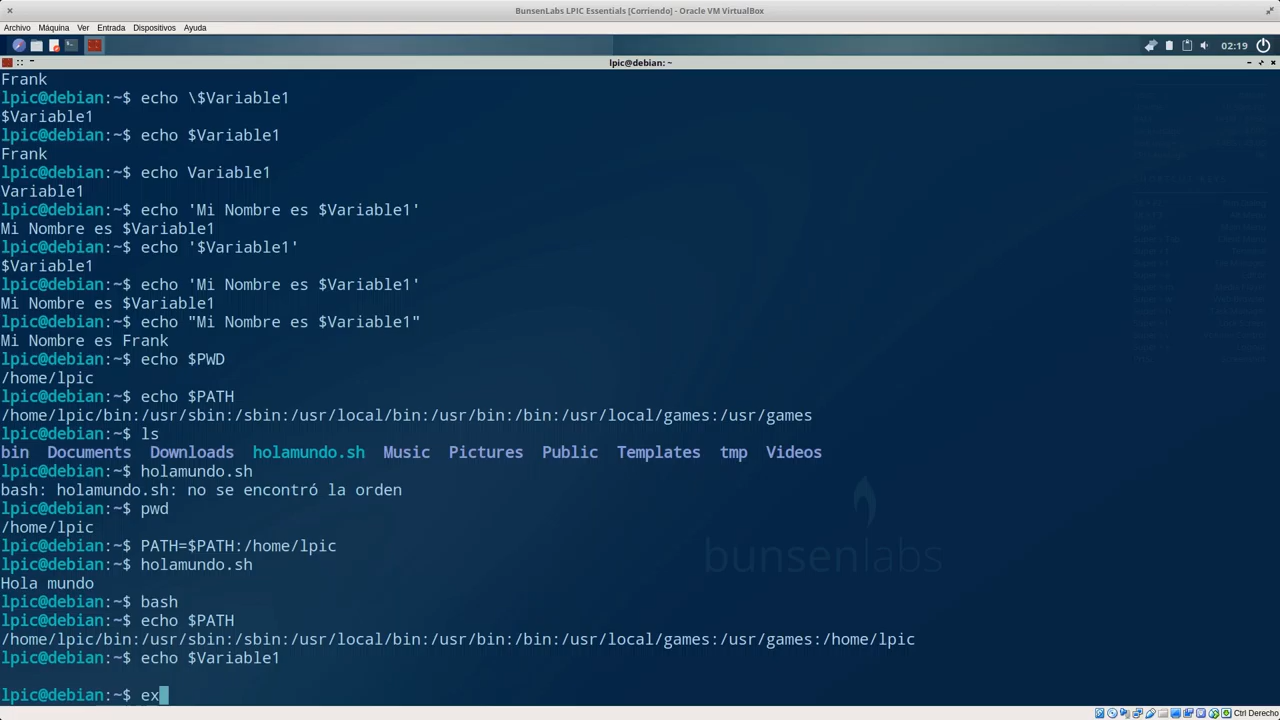 BunsenLabs LPIC Essentials [Corriendo] - Oracle VM VirtualBox
Archivo Máquina Ver Entrada Dispositivos Ayuda
02:19
lpic@debian: ~
Frank
lpic@debian:~$ echo \$Variable1
$Variable1
lpic@debian:~$ echo $Variable1
Frank
lpic@debian:~$ echo Variable1
Variable1
lpic@debian:~$ echo 'Mi Nombre es $Variable1'
Mi Nombre es $Variable1
lpic@debian:~$ echo '$Variable1'
$Variable1
lpic@debian:~$ echo 'Mi Nombre es $Variable1'
Mi Nombre es $Variable1
lpic@debian:~$ echo "Mi Nombre es $Variable1"
Mi Nombre es Frank
lpic@debian:~$ echo $PWD
/home/lpic
lpic@debian:~$ echo $PATH
/home/lpic/bin:/usr/sbin:/sbin:/usr/local/bin:/usr/bin:/bin:/usr/local/games:/usr/games
lpic@debian:~$ ls
bin Documents Downloads holamundo.sh Music Pictures Public Templates tmp Videos
lpic@debian:~$ holamundo.sh
bash: holamundo.sh: no se encontró la orden
lpic@debian:~$ pwd
/home/lpic
lpic@debian:~$ PATH=$PATH:/home/lpic
lpic@debian:~$ holamundo.sh
Hola mundo
lpic@debian:~$ bash
lpic@debian:~$ echo $PATH
/home/lpic/bin:/usr/sbin:/sbin:/usr/local/bin:/usr/bin:/bin:/usr/local/games:/usr/games:/home/lpic
lpic@debian:~$ echo $Variable1
lpic@debian:~$ ex
bunsenlabs
Ctrl Derecho